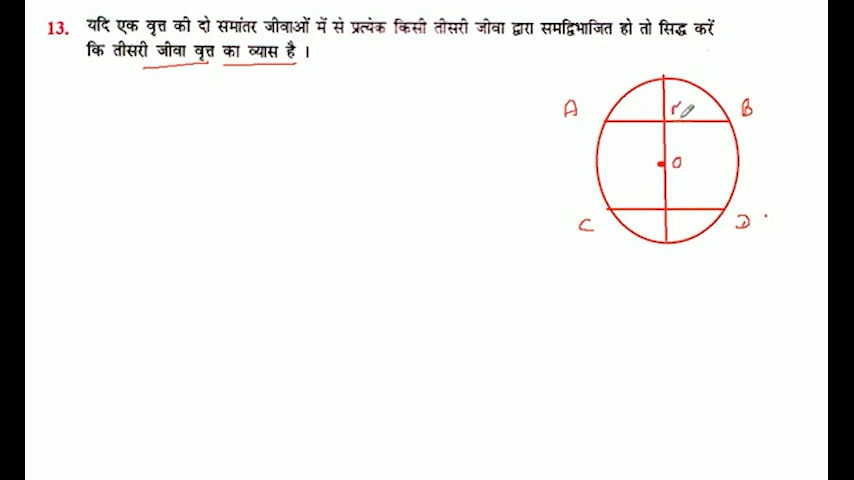 13. यदि एक वृत्त की दो समांतर जीवाओं में से प्रत्येक किसी तीसरी जीवा द्वारा समद्विभाजित हो तो सिद्ध करें
कि तीसरी जीवा वृत्त का व्यास है ।
A B
O
C D